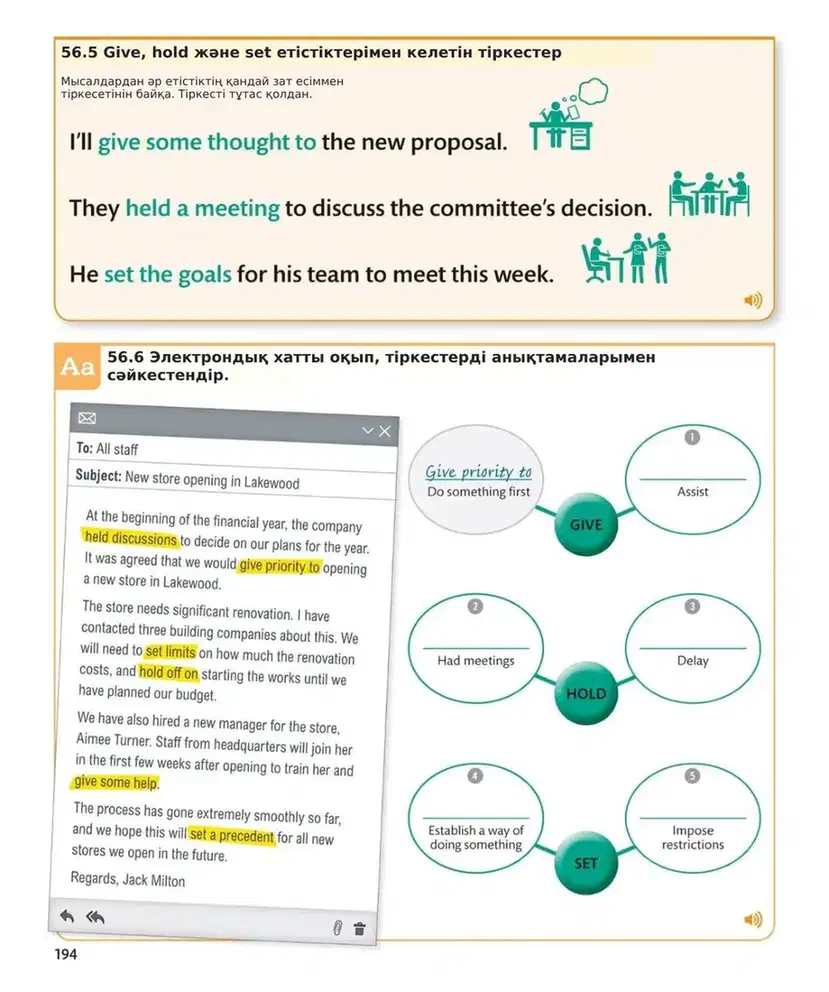 56.5 Give, hold және set етістіктерімен келетін тіркестер
Мысалдардан әр етістіктің қандай зат есіммен
тіркесетінін байқа. Тіркесті тұтас қолдан.
I'll give some thought to the new proposal.
They held a meeting to discuss the committee's decision.
He set the goals for his team to meet this week.
Aa
56.6 Электрондық хатты оқып, тіркестерді анықтамаларымен
сәйкестендір.
To: All staff
Subject: New store opening in Lakewood
At the beginning of the financial year, the company
held discussions to decide on our plans for the year.
It was agreed that we would give priority to opening
a new store in Lakewood.
The store needs significant renovation. I have
contacted three building companies about this. We
will need to set limits on how much the renovation
costs, and hold off on starting the works until we
have planned our budget.
We have also hired a new manager for the store,
Aimee Turner. Staff from headquarters will join her
in the first few weeks after opening to train her and
give some help.
The process has gone extremely smoothly so far,
and we hope this will set a precedent for all new
stores we open in the future.
Regards, Jack Milton
Give priority to
Do something first
GIVE
1
Assist
2
Had meetings
HOLD
3
Delay
4
Establish a way of
doing something
SET
5
Impose
restrictions
194